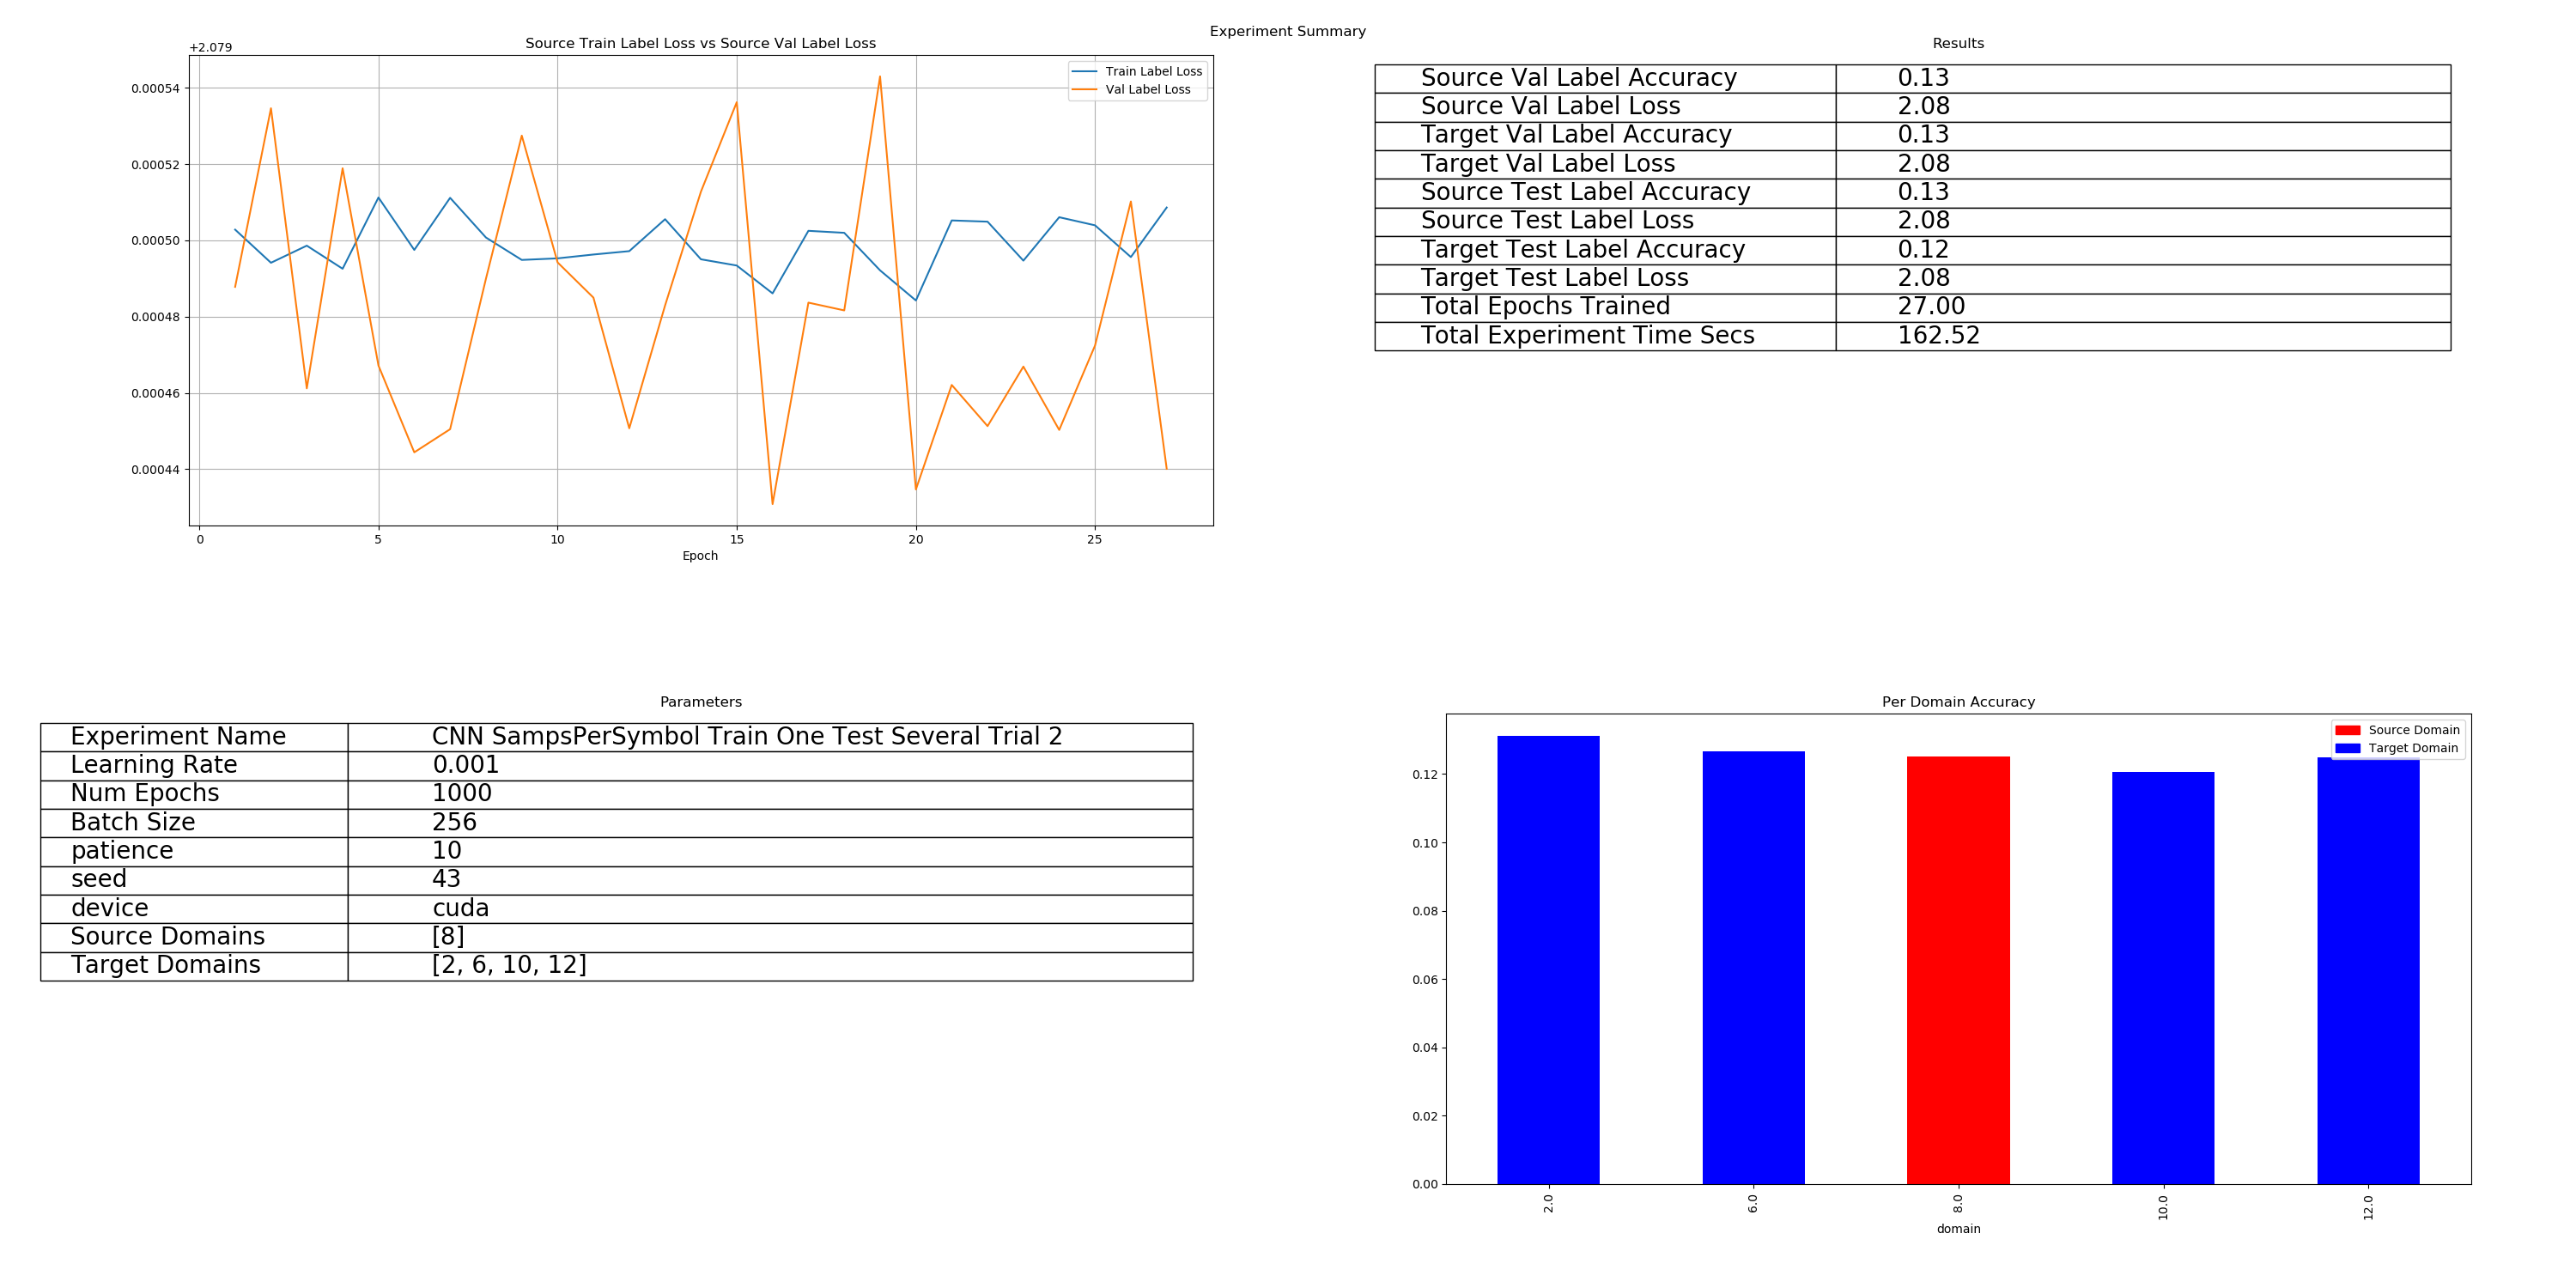 Experiment Summary
Source Train Label Loss vs Source Val Label Loss
+2.079
Train Label Loss
Val Label Loss
0.00054
0.00052
0.00050
0.00048
0.00046
0.00044
0 5 10 15 20 25
Epoch
Results
Source Val Label Accuracy 0.13
Source Val Label Loss 2.08
Target Val Label Accuracy 0.13
Target Val Label Loss 2.08
Source Test Label Accuracy 0.13
Source Test Label Loss 2.08
Target Test Label Accuracy 0.12
Target Test Label Loss 2.08
Total Epochs Trained 27.00
Total Experiment Time Secs 162.52
Parameters
Experiment Name CNN SampsPerSymbol Train One Test Several Trial 2
Learning Rate 0.001
Num Epochs 1000
Batch Size 256
patience 10
seed 43
device cuda
Source Domains [8]
Target Domains [2, 6, 10, 12]
Per Domain Accuracy
Source Domain
Target Domain
0.12
0.10
0.08
0.06
0.04
0.02
0.00
2.0 6.0 8.0 10.0 12.0
domain